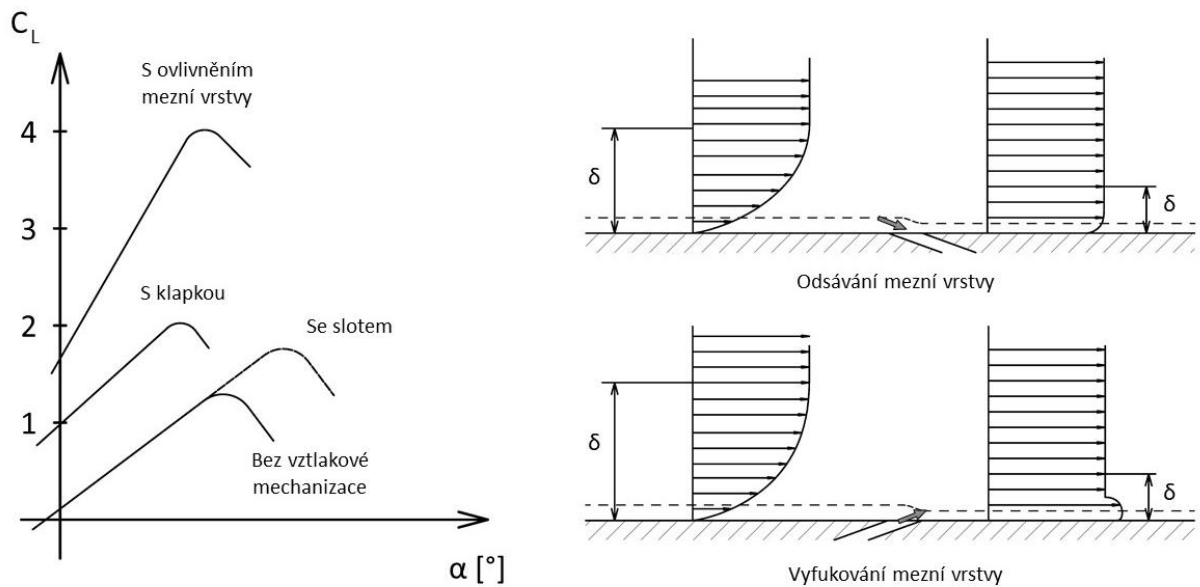 C_L
S ovlivněním
mezní vrstvy
4
3
S klapkou
2
Se slotem
1
Bez vztlakové
mechanizace
α [°]
δ
δ
Odsávání mezní vrstvy
δ
δ
Vyfukování mezní vrstvy